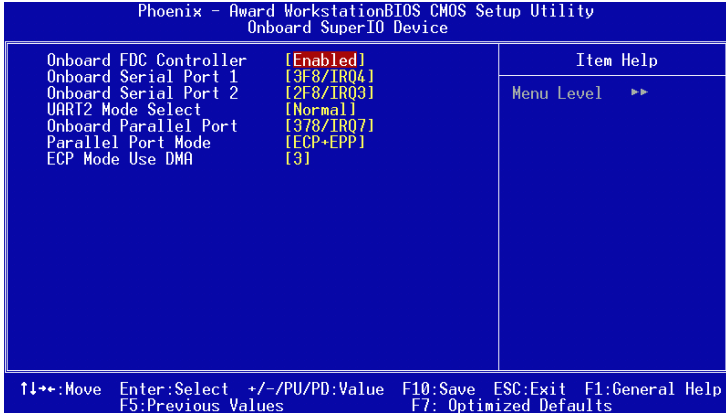 Phoenix - Award WorkstationBIOS CMOS Setup Utility
Onboard SuperIO Device
Onboard FDC Controller [Enabled]
Onboard Serial Port 1 [3F8/IRQ4]
Onboard Serial Port 2 [2F8/IRQ3]
UART2 Mode Select [Normal]
Onboard Parallel Port [378/IRQ7]
Parallel Port Mode [ECP+EPP]
ECP Mode Use DMA [3]
Item Help
Menu Level ►►
↑↓→←:Move Enter:Select +/-/PU/PD:Value F10:Save ESC:Exit F1:General Help
F5:Previous Values F7: Optimized Defaults